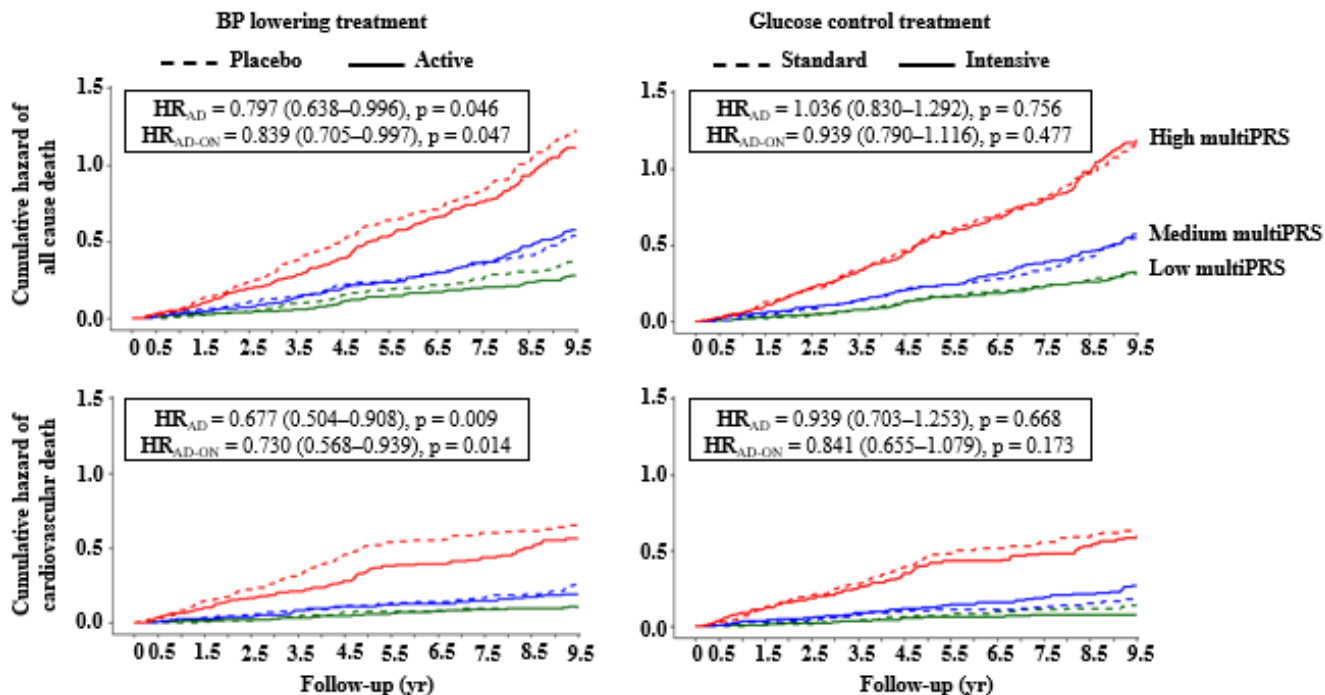 BP lowering treatment
Placebo Active
Glucose control treatment
Standard Intensive
Cumulative hazard of
all cause death
1.5
1.0
0.5
0.0
HR_AD = 0.797 (0.638–0.996), p = 0.046
HR_AD-ON = 0.839 (0.705–0.997), p = 0.047
0 0.5 1.5 2.5 3.5 4.5 5.5 6.5 7.5 8.5 9.5
1.5
1.0
0.5
0.0
HR_AD = 1.036 (0.830–1.292), p = 0.756
HR_AD-ON = 0.939 (0.790–1.116), p = 0.477
High multiPRS
Medium multiPRS
Low multiPRS
0 0.5 1.5 2.5 3.5 4.5 5.5 6.5 7.5 8.5 9.5
Cumulative hazard of
cardiovascular death
1.5
1.0
0.5
0.0
HR_AD = 0.677 (0.504–0.908), p = 0.009
HR_AD-ON = 0.730 (0.568–0.939), p = 0.014
0 0.5 1.5 2.5 3.5 4.5 5.5 6.5 7.5 8.5 9.5
Follow-up (yr)
1.5
1.0
0.5
0.0
HR_AD = 0.939 (0.703–1.253), p = 0.668
HR_AD-ON = 0.841 (0.655–1.079), p = 0.173
0 0.5 1.5 2.5 3.5 4.5 5.5 6.5 7.5 8.5 9.5
Follow-up (yr)